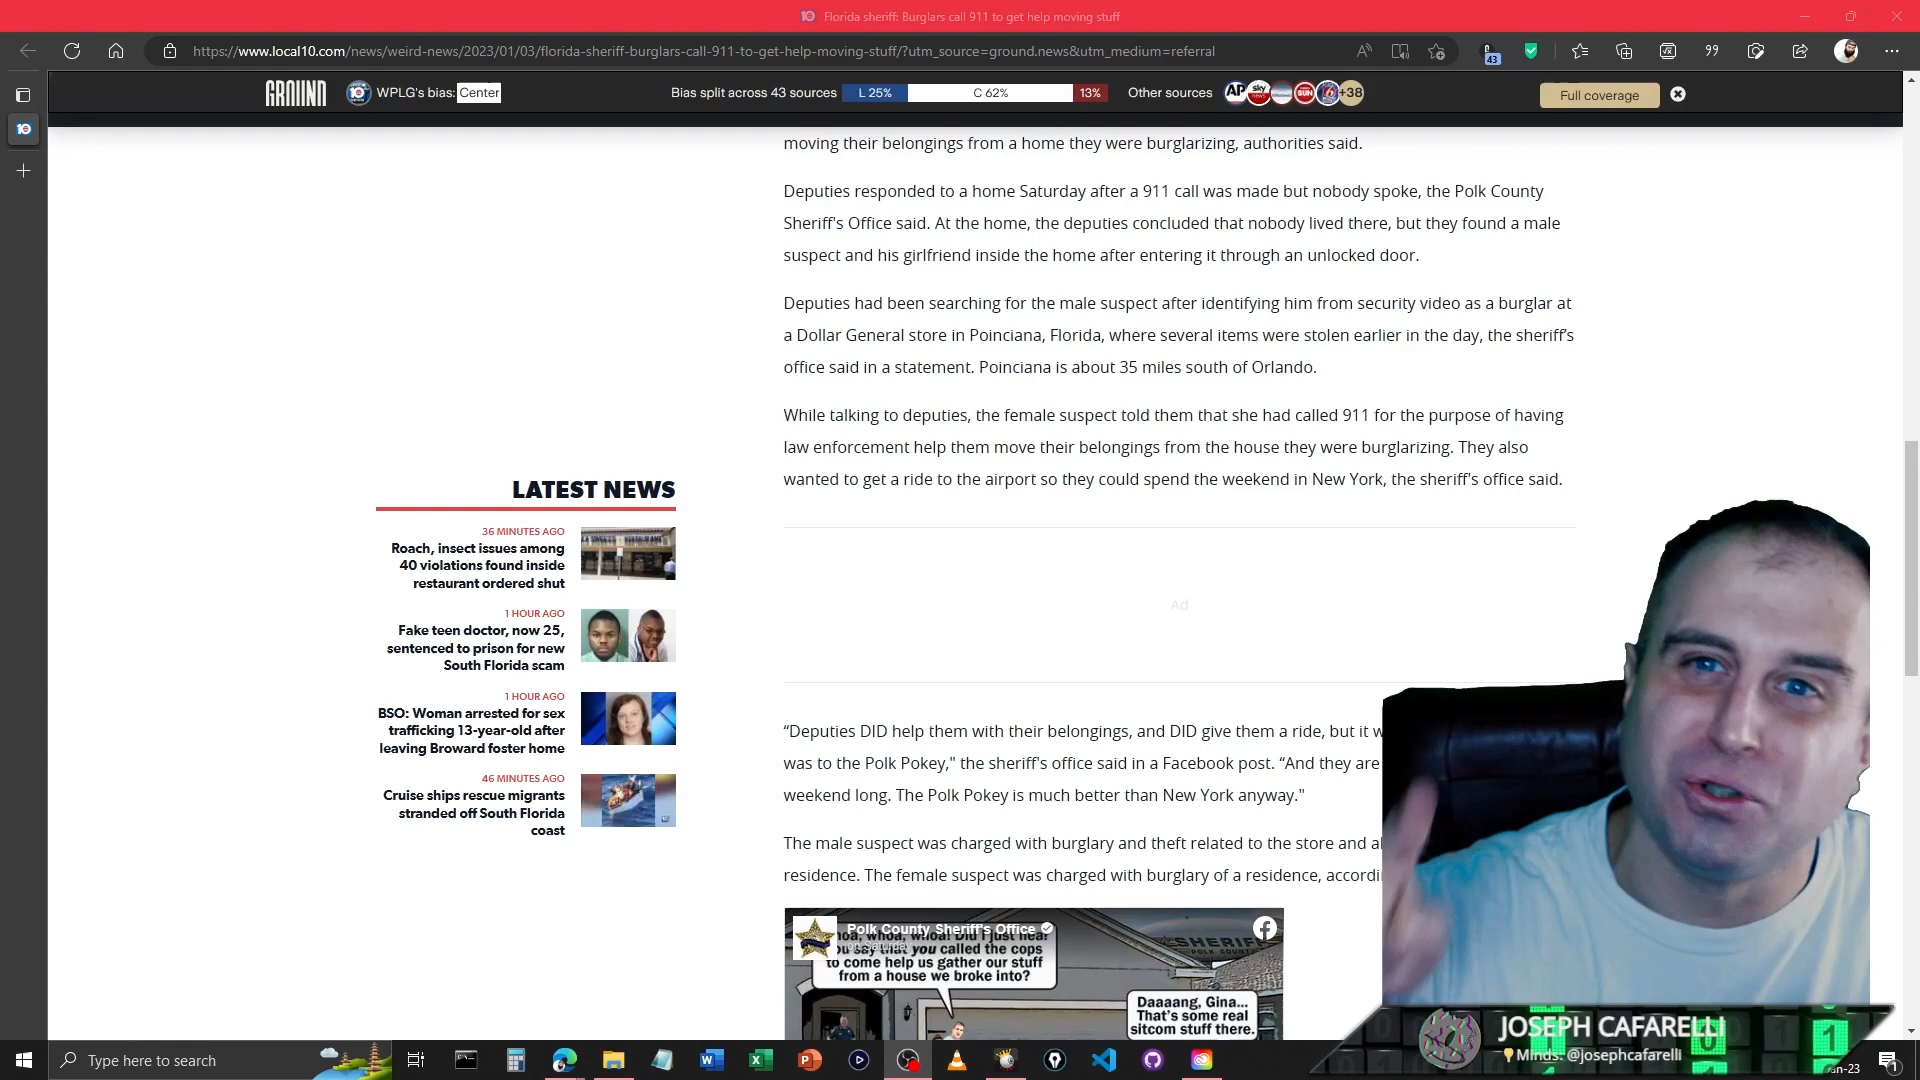 Florida sheriff: Burglars call 911 to get help moving stuff
https://www.local10.com/news/weird-news/2023/01/03/florida-sheriff-burglars-call-911-to-get-help-moving-stuff/?utm_source=ground.news&utm_medium=referral
43
99
GROUND
WPLG's bias: Center
Bias split across 43 sources
L 25%
C 62%
13%
Other sources
AP
sky
SUN
+38
Full coverage
moving their belongings from a home they were burglarizing, authorities said.
Deputies responded to a home Saturday after a 911 call was made but nobody spoke, the Polk County
Sheriff's Office said. At the home, the deputies concluded that nobody lived there, but they found a male
suspect and his girlfriend inside the home after entering it through an unlocked door.
Deputies had been searching for the male suspect after identifying him from security video as a burglar at
a Dollar General store in Poinciana, Florida, where several items were stolen earlier in the day, the sheriff’s
office said in a statement. Poinciana is about 35 miles south of Orlando.
While talking to deputies, the female suspect told them that she had called 911 for the purpose of having
law enforcement help them move their belongings from the house they were burglarizing. They also
wanted to get a ride to the airport so they could spend the weekend in New York, the sheriff's office said.
LATEST NEWS
36 MINUTES AGO
Roach, insect issues among
40 violations found inside
restaurant ordered shut
1 HOUR AGO
Fake teen doctor, now 25,
sentenced to prison for new
South Florida scam
1 HOUR AGO
BSO: Woman arrested for sex
trafficking 13-year-old after
leaving Broward foster home
46 MINUTES AGO
Cruise ships rescue migrants
stranded off South Florida
coast
Ad
“Deputies DID help them with their belongings, and DID give them a ride, but it w
was to the Polk Pokey," the sheriff's office said in a Facebook post. “And they are
weekend long. The Polk Pokey is much better than New York anyway."
The male suspect was charged with burglary and theft related to the store and al
residence. The female suspect was charged with burglary of a residence, accordi
Polk County Sheriff's Office
on Saturday
say that you called the cops
to come help us gather our stuff
from a house we broke into?
SHERIFF
POLK COUNTY
Daaaang, Gina...
That's some real
sitcom stuff there.
JOSEPH CAFARELLI
Minds: @josephcafarelli
Type here to search
n-23
1